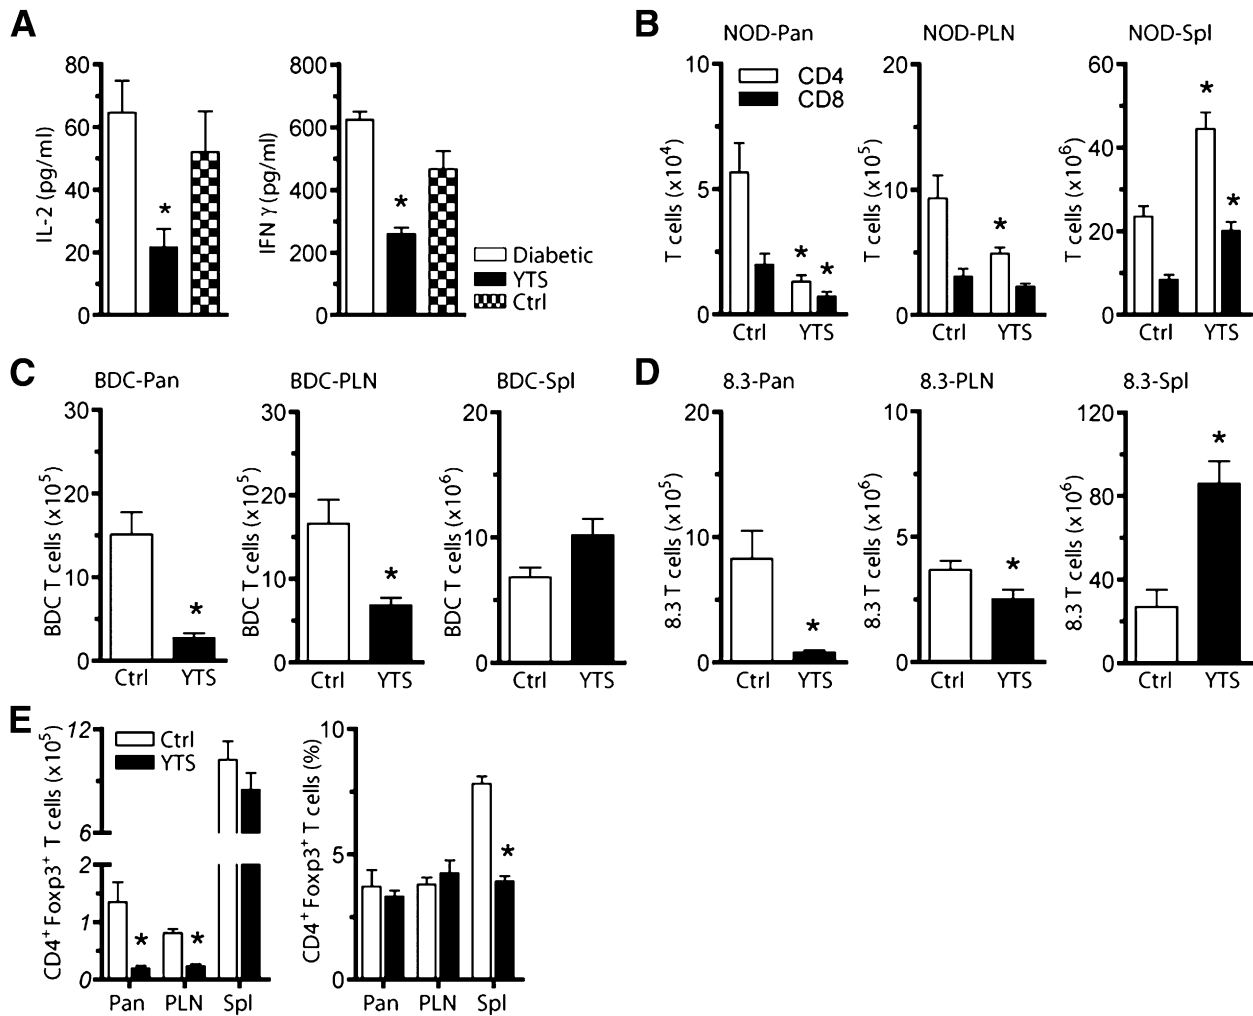 A
IL-2 (pg/ml)
80
60
40
20
0
*
IFN γ (pg/ml)
800
600
400
200
0
*
Diabetic
YTS
Ctrl
B
NOD-Pan
T cells (x10⁴)
10
5
0
CD4
CD8
*
*
Ctrl YTS
NOD-PLN
T cells (x10⁵)
20
10
0
*
Ctrl YTS
NOD-Spl
T cells (x10⁶)
60
40
20
0
*
*
Ctrl YTS
C
BDC-Pan
BDC T cells (x10⁵)
30
20
10
0
*
Ctrl YTS
BDC-PLN
BDC T cells (x10⁵)
30
20
10
0
*
Ctrl YTS
BDC-Spl
BDC T cells (x10⁶)
20
10
0
Ctrl YTS
D
8.3-Pan
8.3 T cells (x10⁵)
20
10
0
*
Ctrl YTS
8.3-PLN
8.3 T cells (x10⁶)
10
5
0
*
Ctrl YTS
8.3-Spl
8.3 T cells (x10⁶)
120
80
40
0
*
Ctrl YTS
E
CD4⁺ Foxp3⁺ T cells (x10⁵)
12
6
2
1
0
Ctrl
YTS
*
*
Pan PLN Spl
CD4⁺ Foxp3⁺ T cells (%)
10
5
0
*
Pan PLN Spl